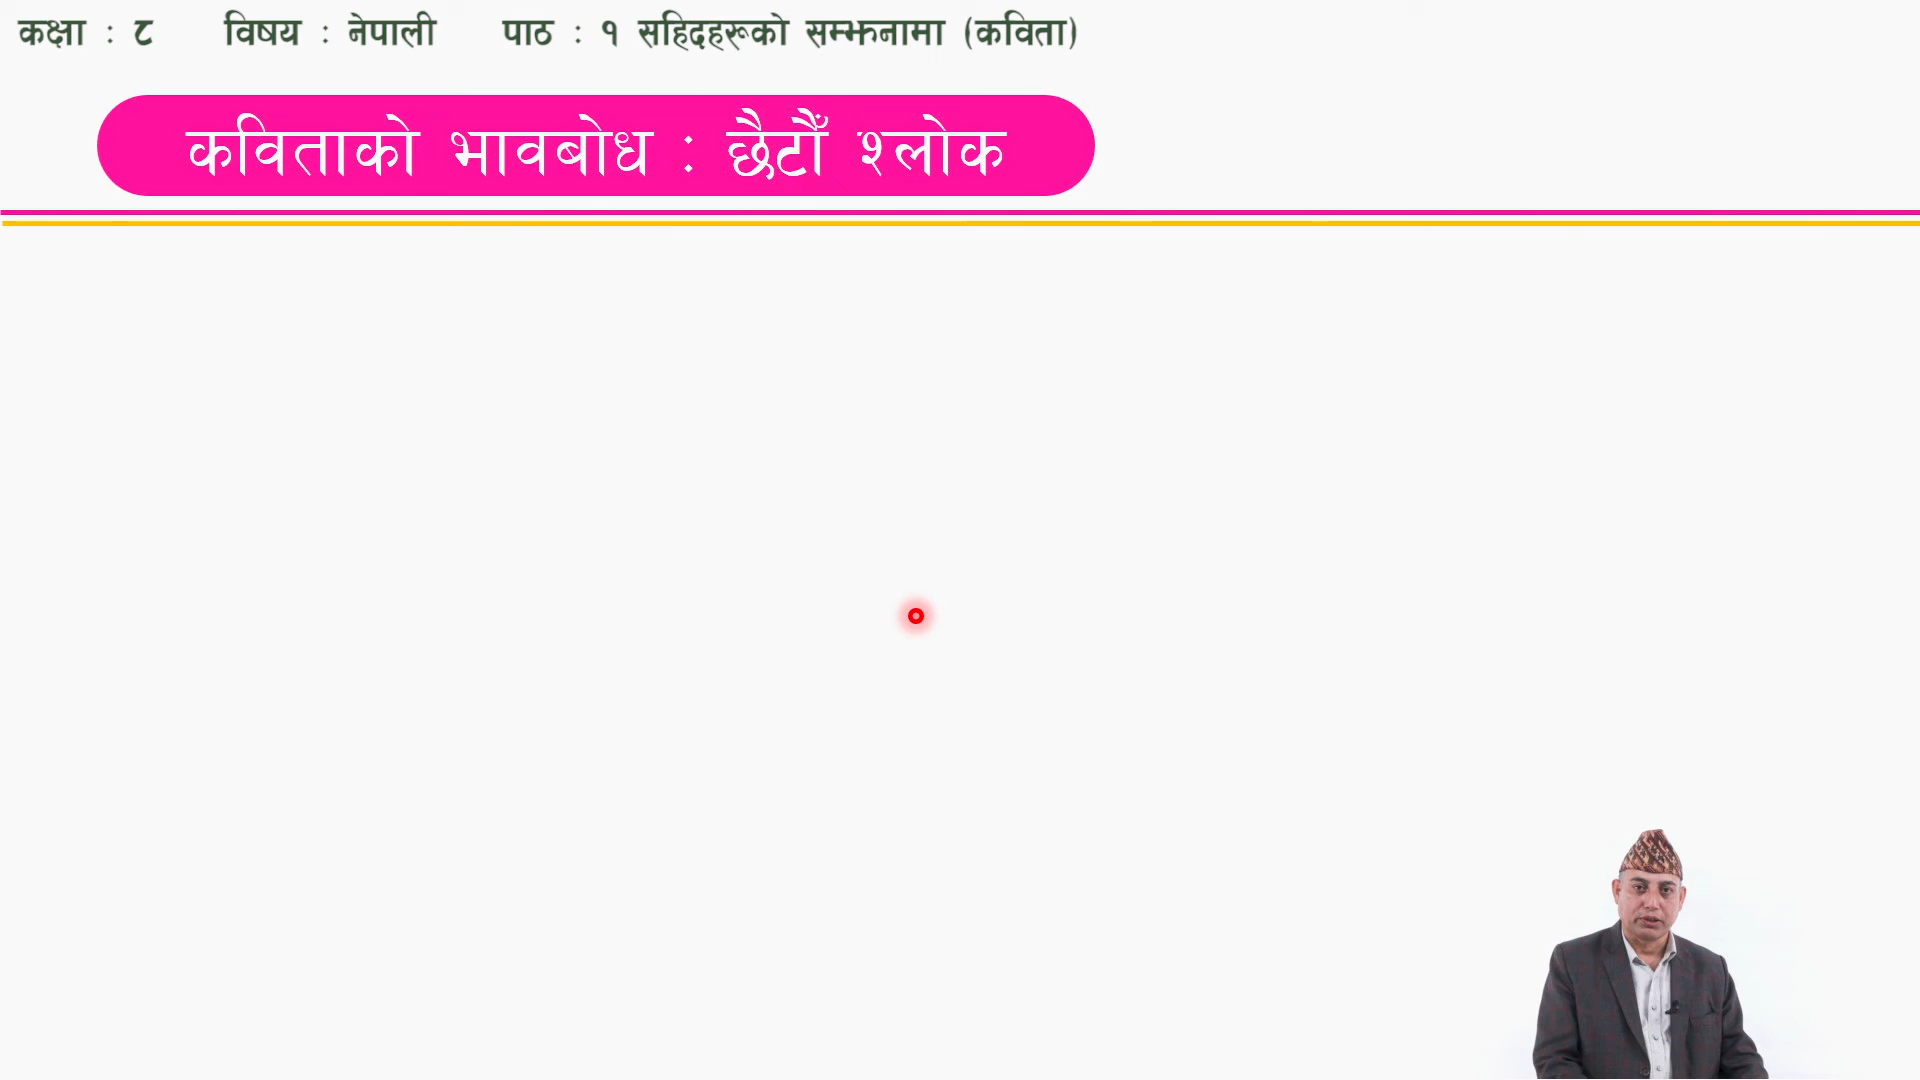 कक्षा : ८ विषय : नेपाली पाठ : १ सहिदहरूको सम्झनामा (कविता)
कविताको भावबोध : छैटौँ श्लोक